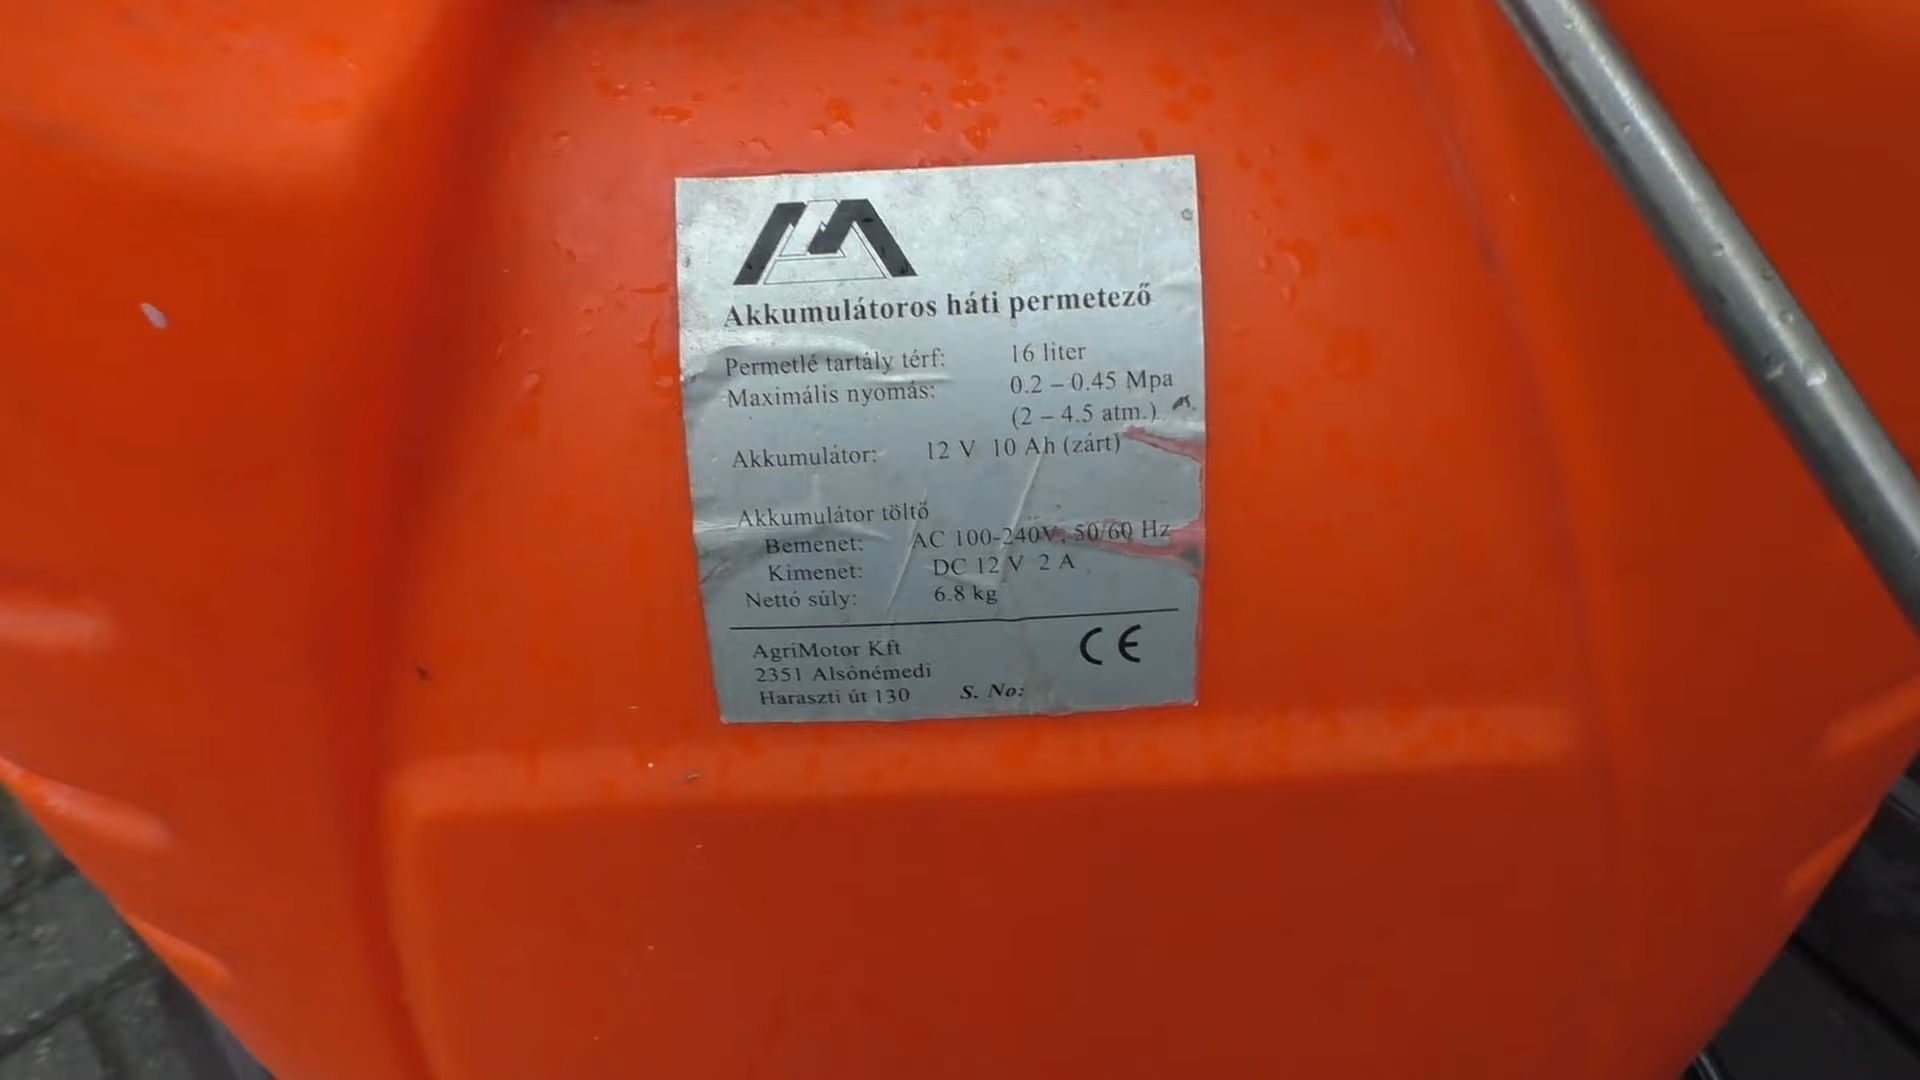 Akkumulátoros háti permetező
Permetlé tartály térf: 16 liter
Maximális nyomás: 0.2 – 0.45 Mpa
(2 – 4.5 atm.)
Akkumulátor: 12 V 10 Ah (zárt)
Akkumulátor töltő
Bemenet: AC 100-240V, 50/60 Hz
Kimenet: DC 12 V 2 A
Nettó súly: 6.8 kg
AgriMotor Kft
2351 Alsónémedi
Haraszti út 130 S. No:
CE